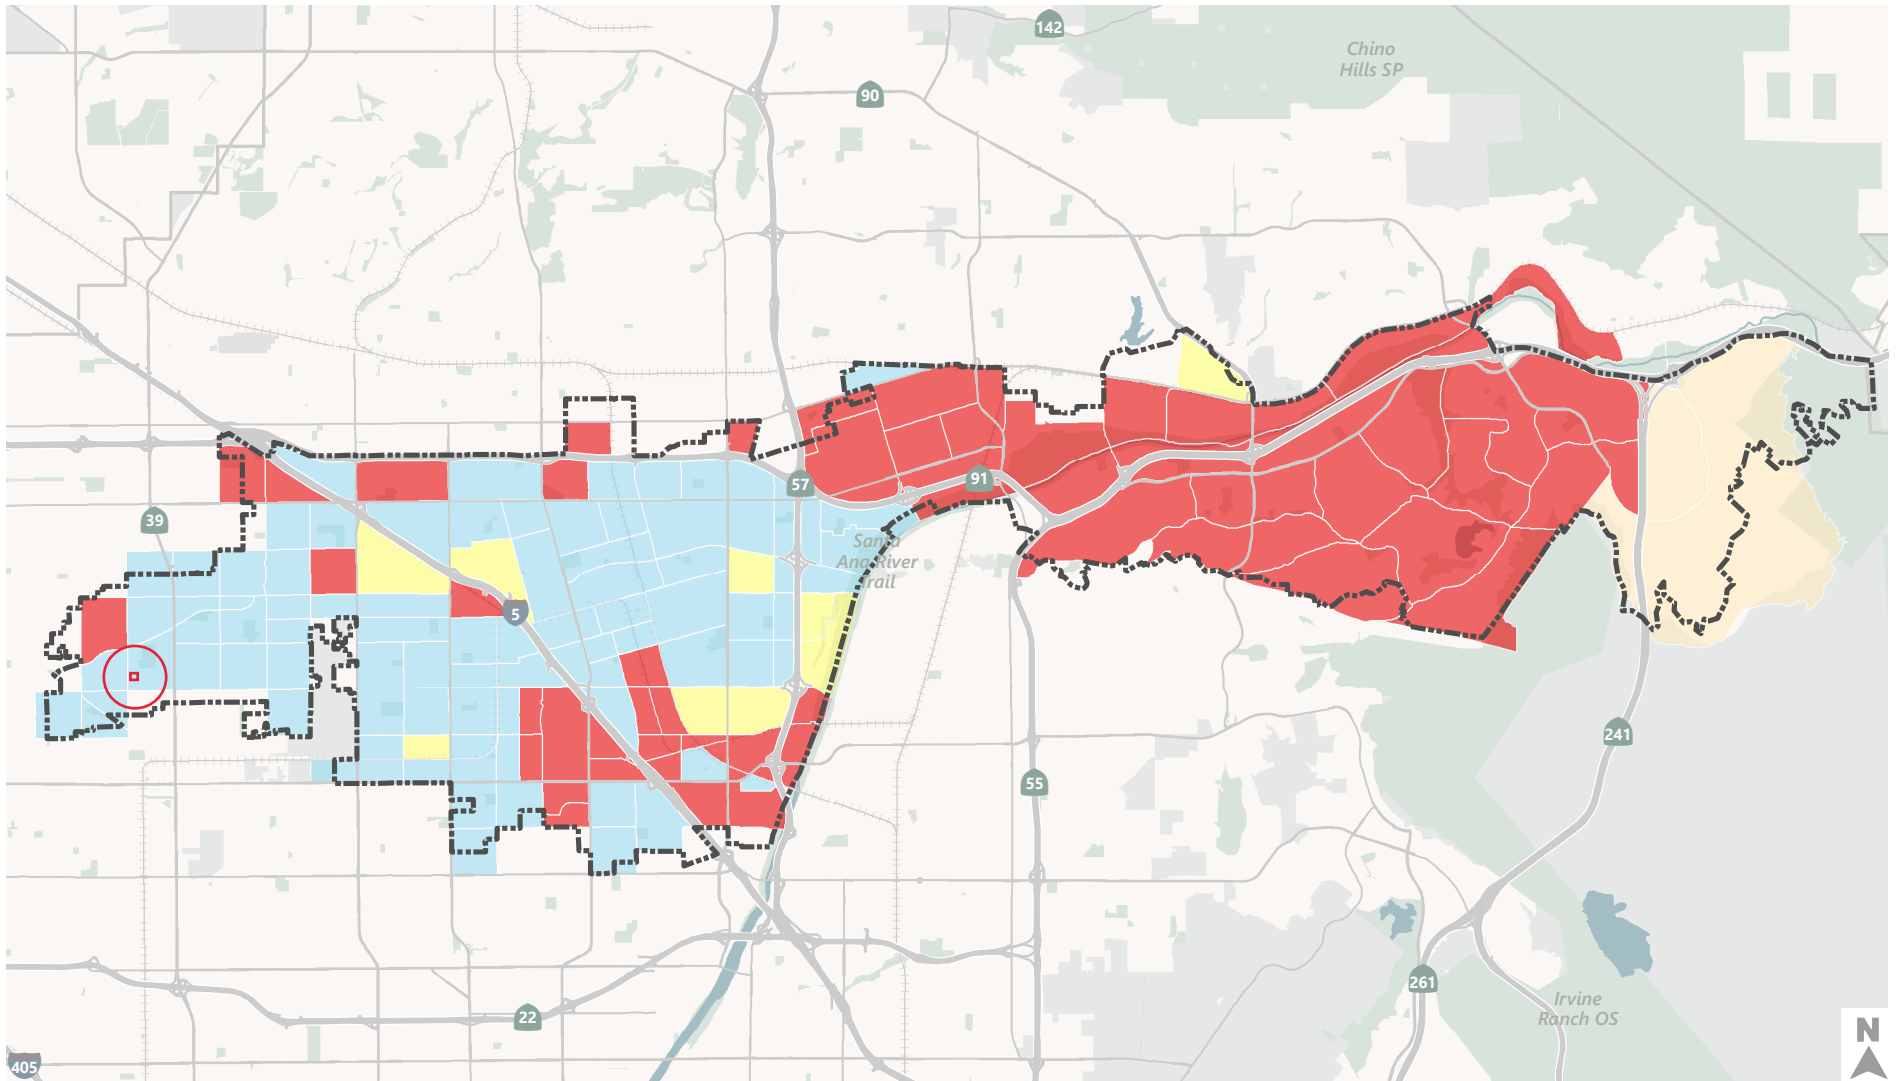 142
Chino
Hills SP
90
57
91
39
Santa
Ana River
Trail
5
241
55
261
Irvine
Ranch OS
22
405
N